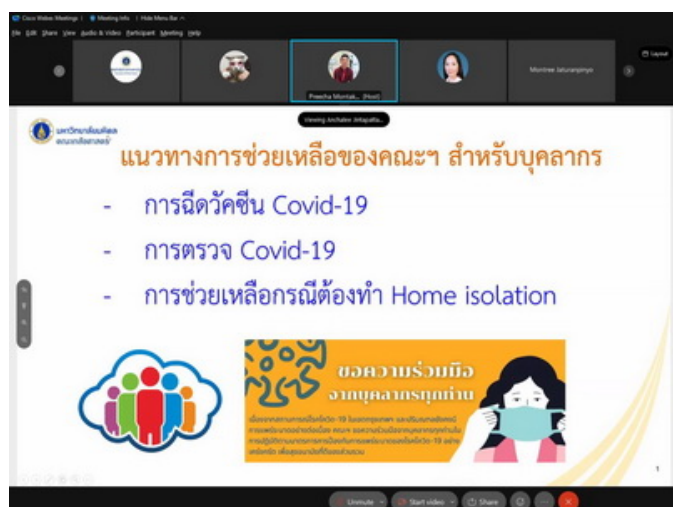 Cisco Webex Meetings
Meeting Info
Hide Menu Bar
File Edit Share View Audio & Video Participant Meeting Help
Layout
Preecha Montak... (Host)
Montree Jaturanpinyo
Viewing Anchalee Jintapatta...
มหาวิทยาลัยมหิดล
คณะเภสัชศาสตร์
แนวทางการช่วยเหลือของคณะฯ สำหรับบุคลากร
- การฉีดวัคซีน Covid-19
- การตรวจ Covid-19
- การช่วยเหลือกรณีต้องทำ Home isolation
ขอความร่วมมือ
จากบุคลากรทุกท่าน
1
Unmute
Start video
Share